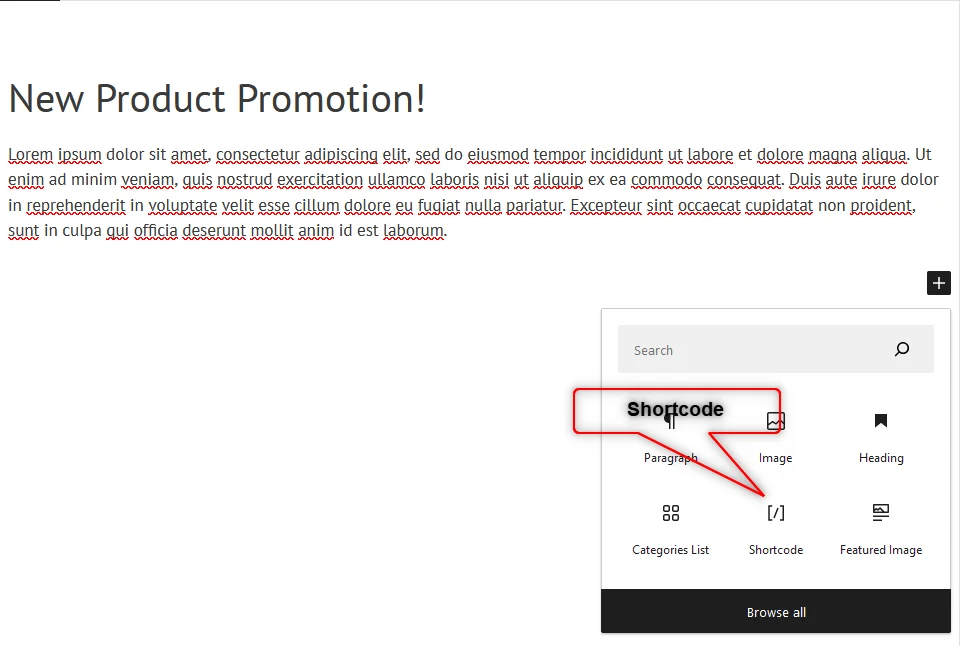 New Product Promotion!
Lorem ipsum dolor sit amet, consectetur adipiscing elit, sed do eiusmod tempor incididunt ut labore et dolore magna aliqua. Ut
enim ad minim veniam, quis nostrud exercitation ullamco laboris nisi ut aliquip ex ea commodo consequat. Duis aute irure dolor
in reprehenderit in voluptate velit esse cillum dolore eu fugiat nulla pariatur. Excepteur sint occaecat cupidatat non proident,
sunt in culpa qui officia deserunt mollit anim id est laborum.
Search
Shortcode
Paragraph
Image
Heading
Categories List
Shortcode
Featured Image
Browse all